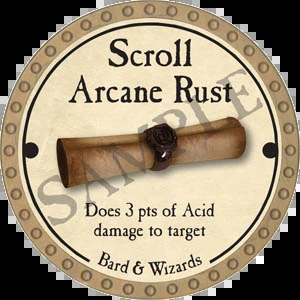 Scroll
Arcane Rust
SAMPLE
Does 3 pts of Acid
damage to target
Bard & Wizards